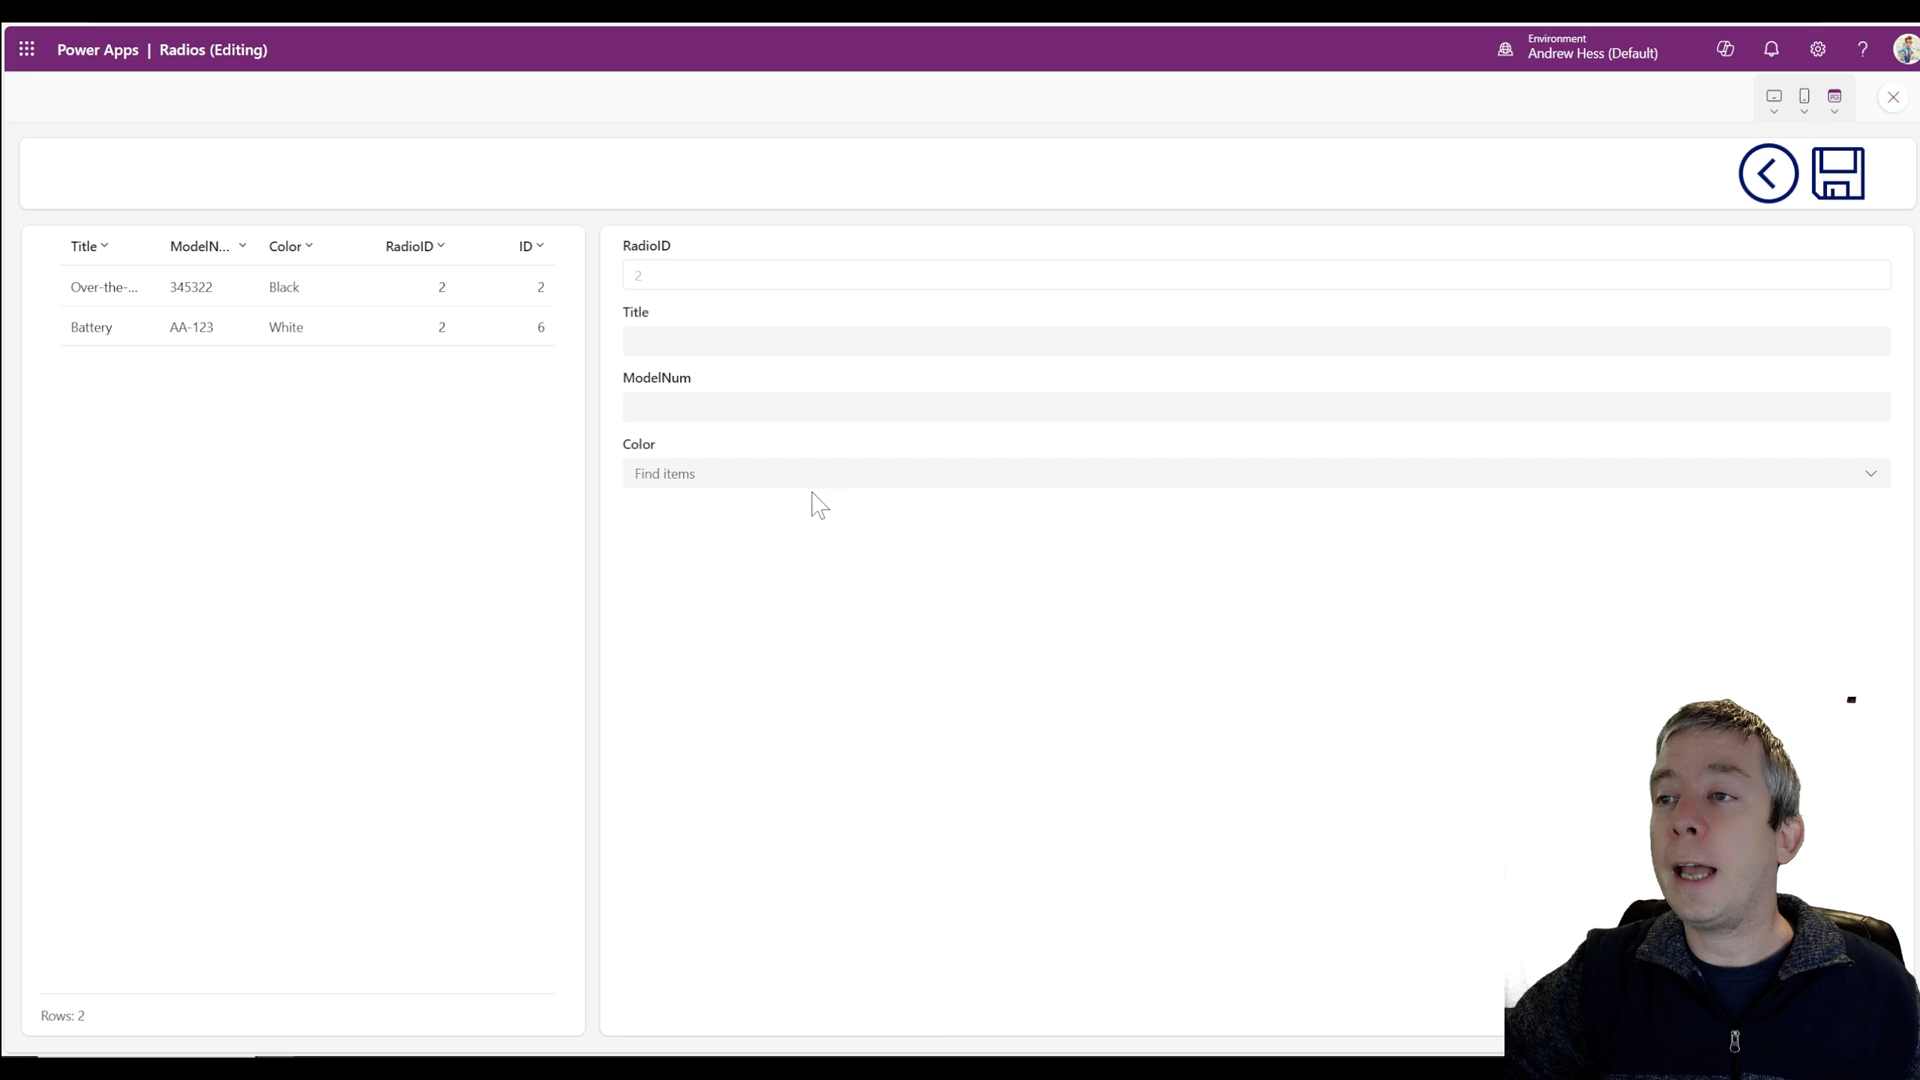 Power Apps | Radios (Editing)
Environment
Andrew Hess (Default)
Title ModelN... Color RadioID ID
Over-the-... 345322 Black 2 2
Battery AA-123 White 2 6
Rows: 2
RadioID
2
Title
ModelNum
Color
Find items